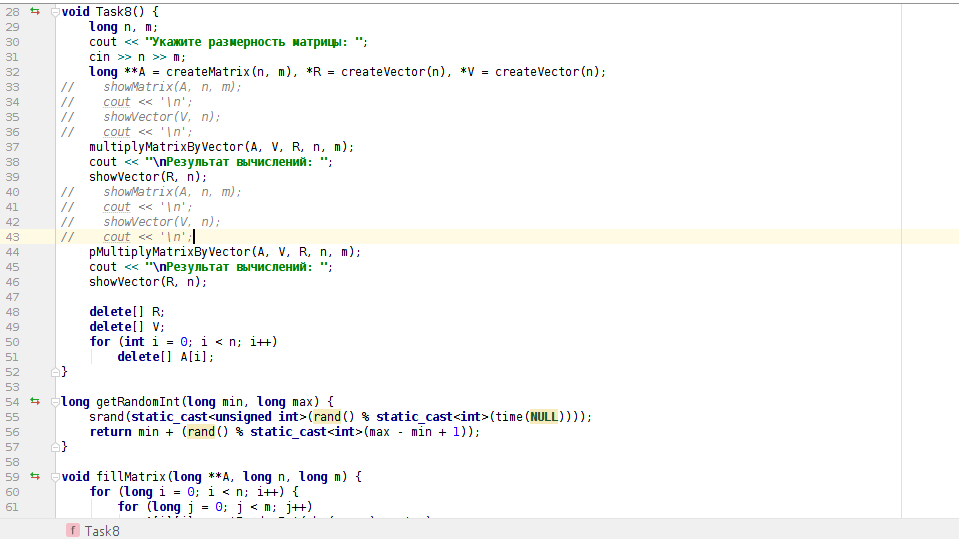 28 void Task8() {
29 long n, m;
30 cout << "Укажите размерность матрицы: ";
31 cin >> n >> m;
32 long **A = createMatrix(n, m), *R = createVector(n), *V = createVector(n);
33 // showMatrix(A, n, m);
34 // cout << '\n';
35 // showVector(V, n);
36 // cout << '\n';
37 multiplyMatrixByVector(A, V, R, n, m);
38 cout << "\nРезультат вычислений: ";
39 showVector(R, n);
40 // showMatrix(A, n, m);
41 // cout << '\n';
42 // showVector(V, n);
43 // cout << '\n';
44 pMultiplyMatrixByVector(A, V, R, n, m);
45 cout << "\nРезультат вычислений: ";
46 showVector(R, n);
47
48 delete[] R;
49 delete[] V;
50 for (int i = 0; i < n; i++)
51 delete[] A[i];
52 }
53
54 long getRandomInt(long min, long max) {
55 srand(static_cast<unsigned int>(rand() % static_cast<int>(time(NULL))));
56 return min + (rand() % static_cast<int>(max - min + 1));
57 }
58
59 void fillMatrix(long **A, long n, long m) {
60 for (long i = 0; i < n; i++) {
61 for (long j = 0; j < m; j++)
f Task8